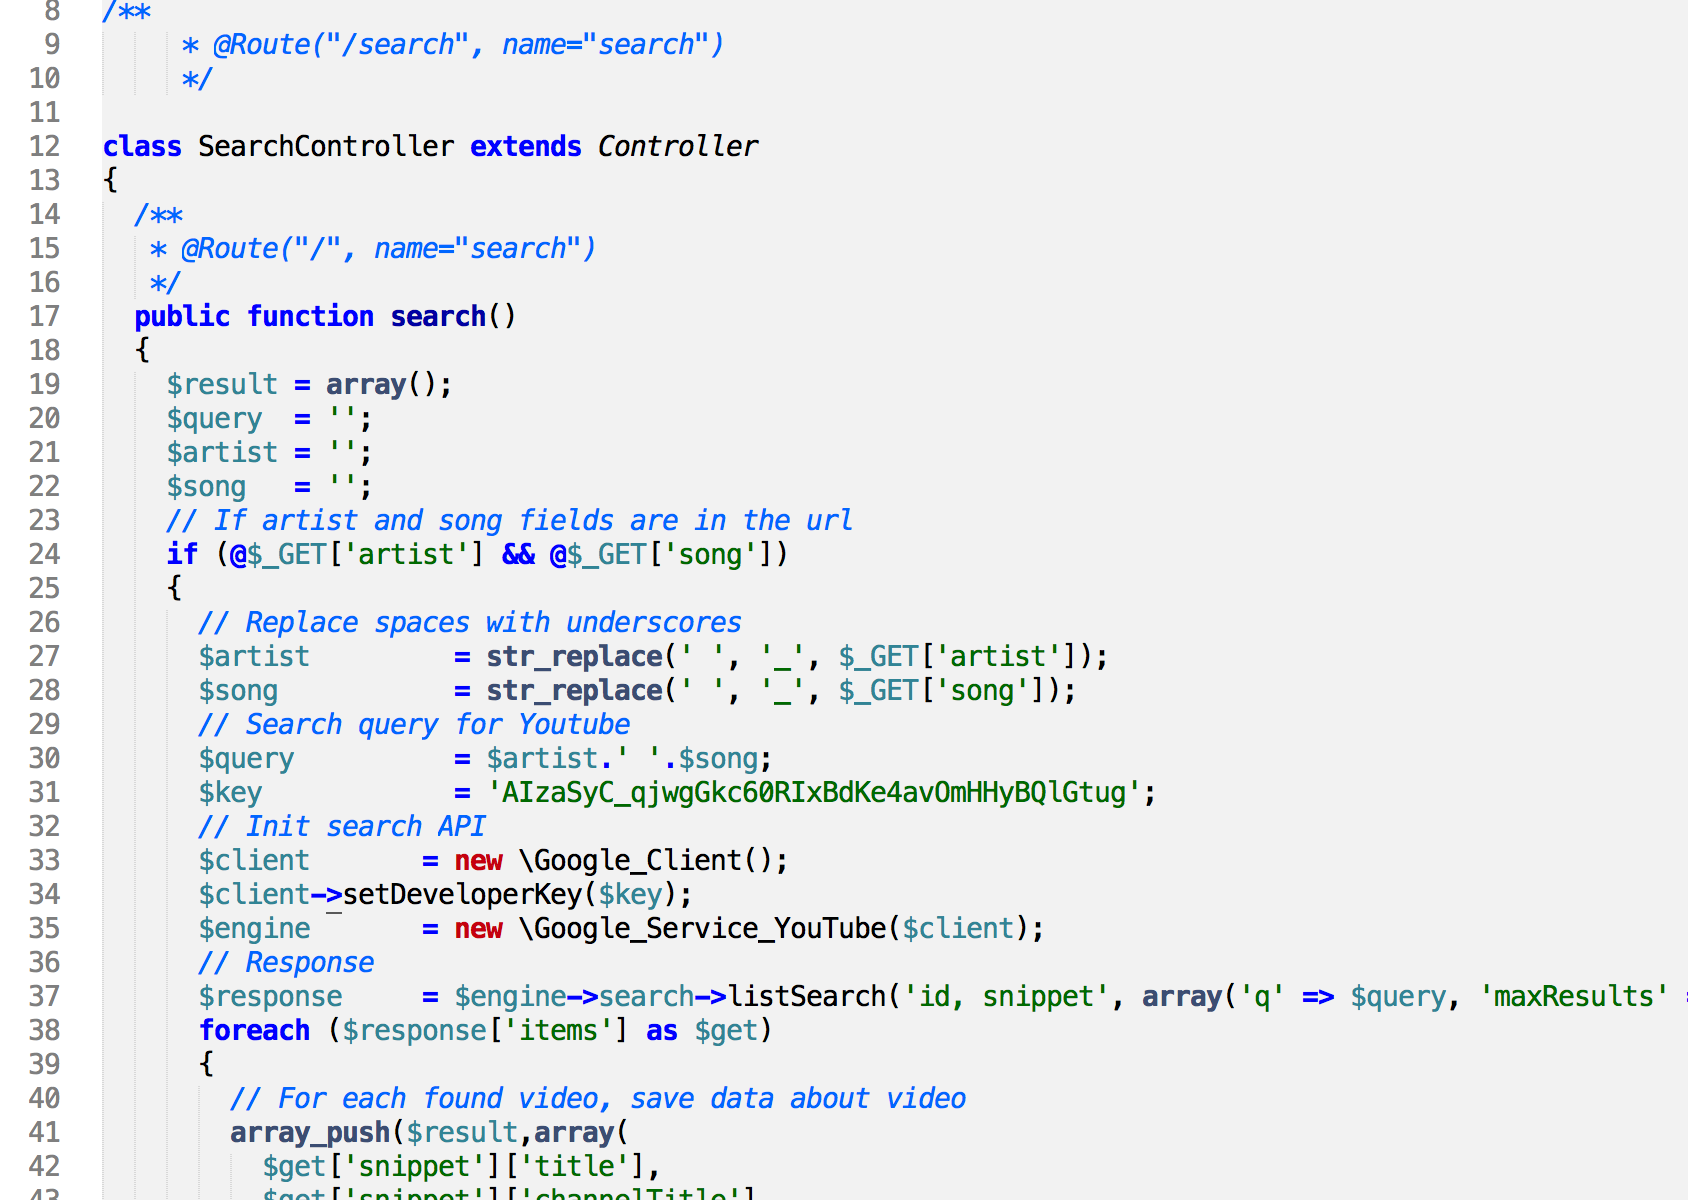 8 /**
9 * @Route("/search", name="search")
10 */
11
12 class SearchController extends Controller
13 {
14 /**
15 * @Route("/", name="search")
16 */
17 public function search()
18 {
19 $result = array();
20 $query = '';
21 $artist = '';
22 $song = '';
23 // If artist and song fields are in the url
24 if (@$_GET['artist'] && @$_GET['song'])
25 {
26 // Replace spaces with underscores
27 $artist = str_replace(' ', '_', $_GET['artist']);
28 $song = str_replace(' ', '_', $_GET['song']);
29 // Search query for Youtube
30 $query = $artist.' '.$song;
31 $key = 'AIzaSyC_qjwgGkc60RIxBdKe4avOmHHyBQlGtug';
32 // Init search API
33 $client = new \Google_Client();
34 $client->setDeveloperKey($key);
35 $engine = new \Google_Service_YouTube($client);
36 // Response
37 $response = $engine->search->listSearch('id, snippet', array('q' => $query, 'maxResults' =
38 foreach ($response['items'] as $get)
39 {
40 // For each found video, save data about video
41 array_push($result,array(
42 $get['snippet']['title'],
43 $get['snippet']['channelTitle']